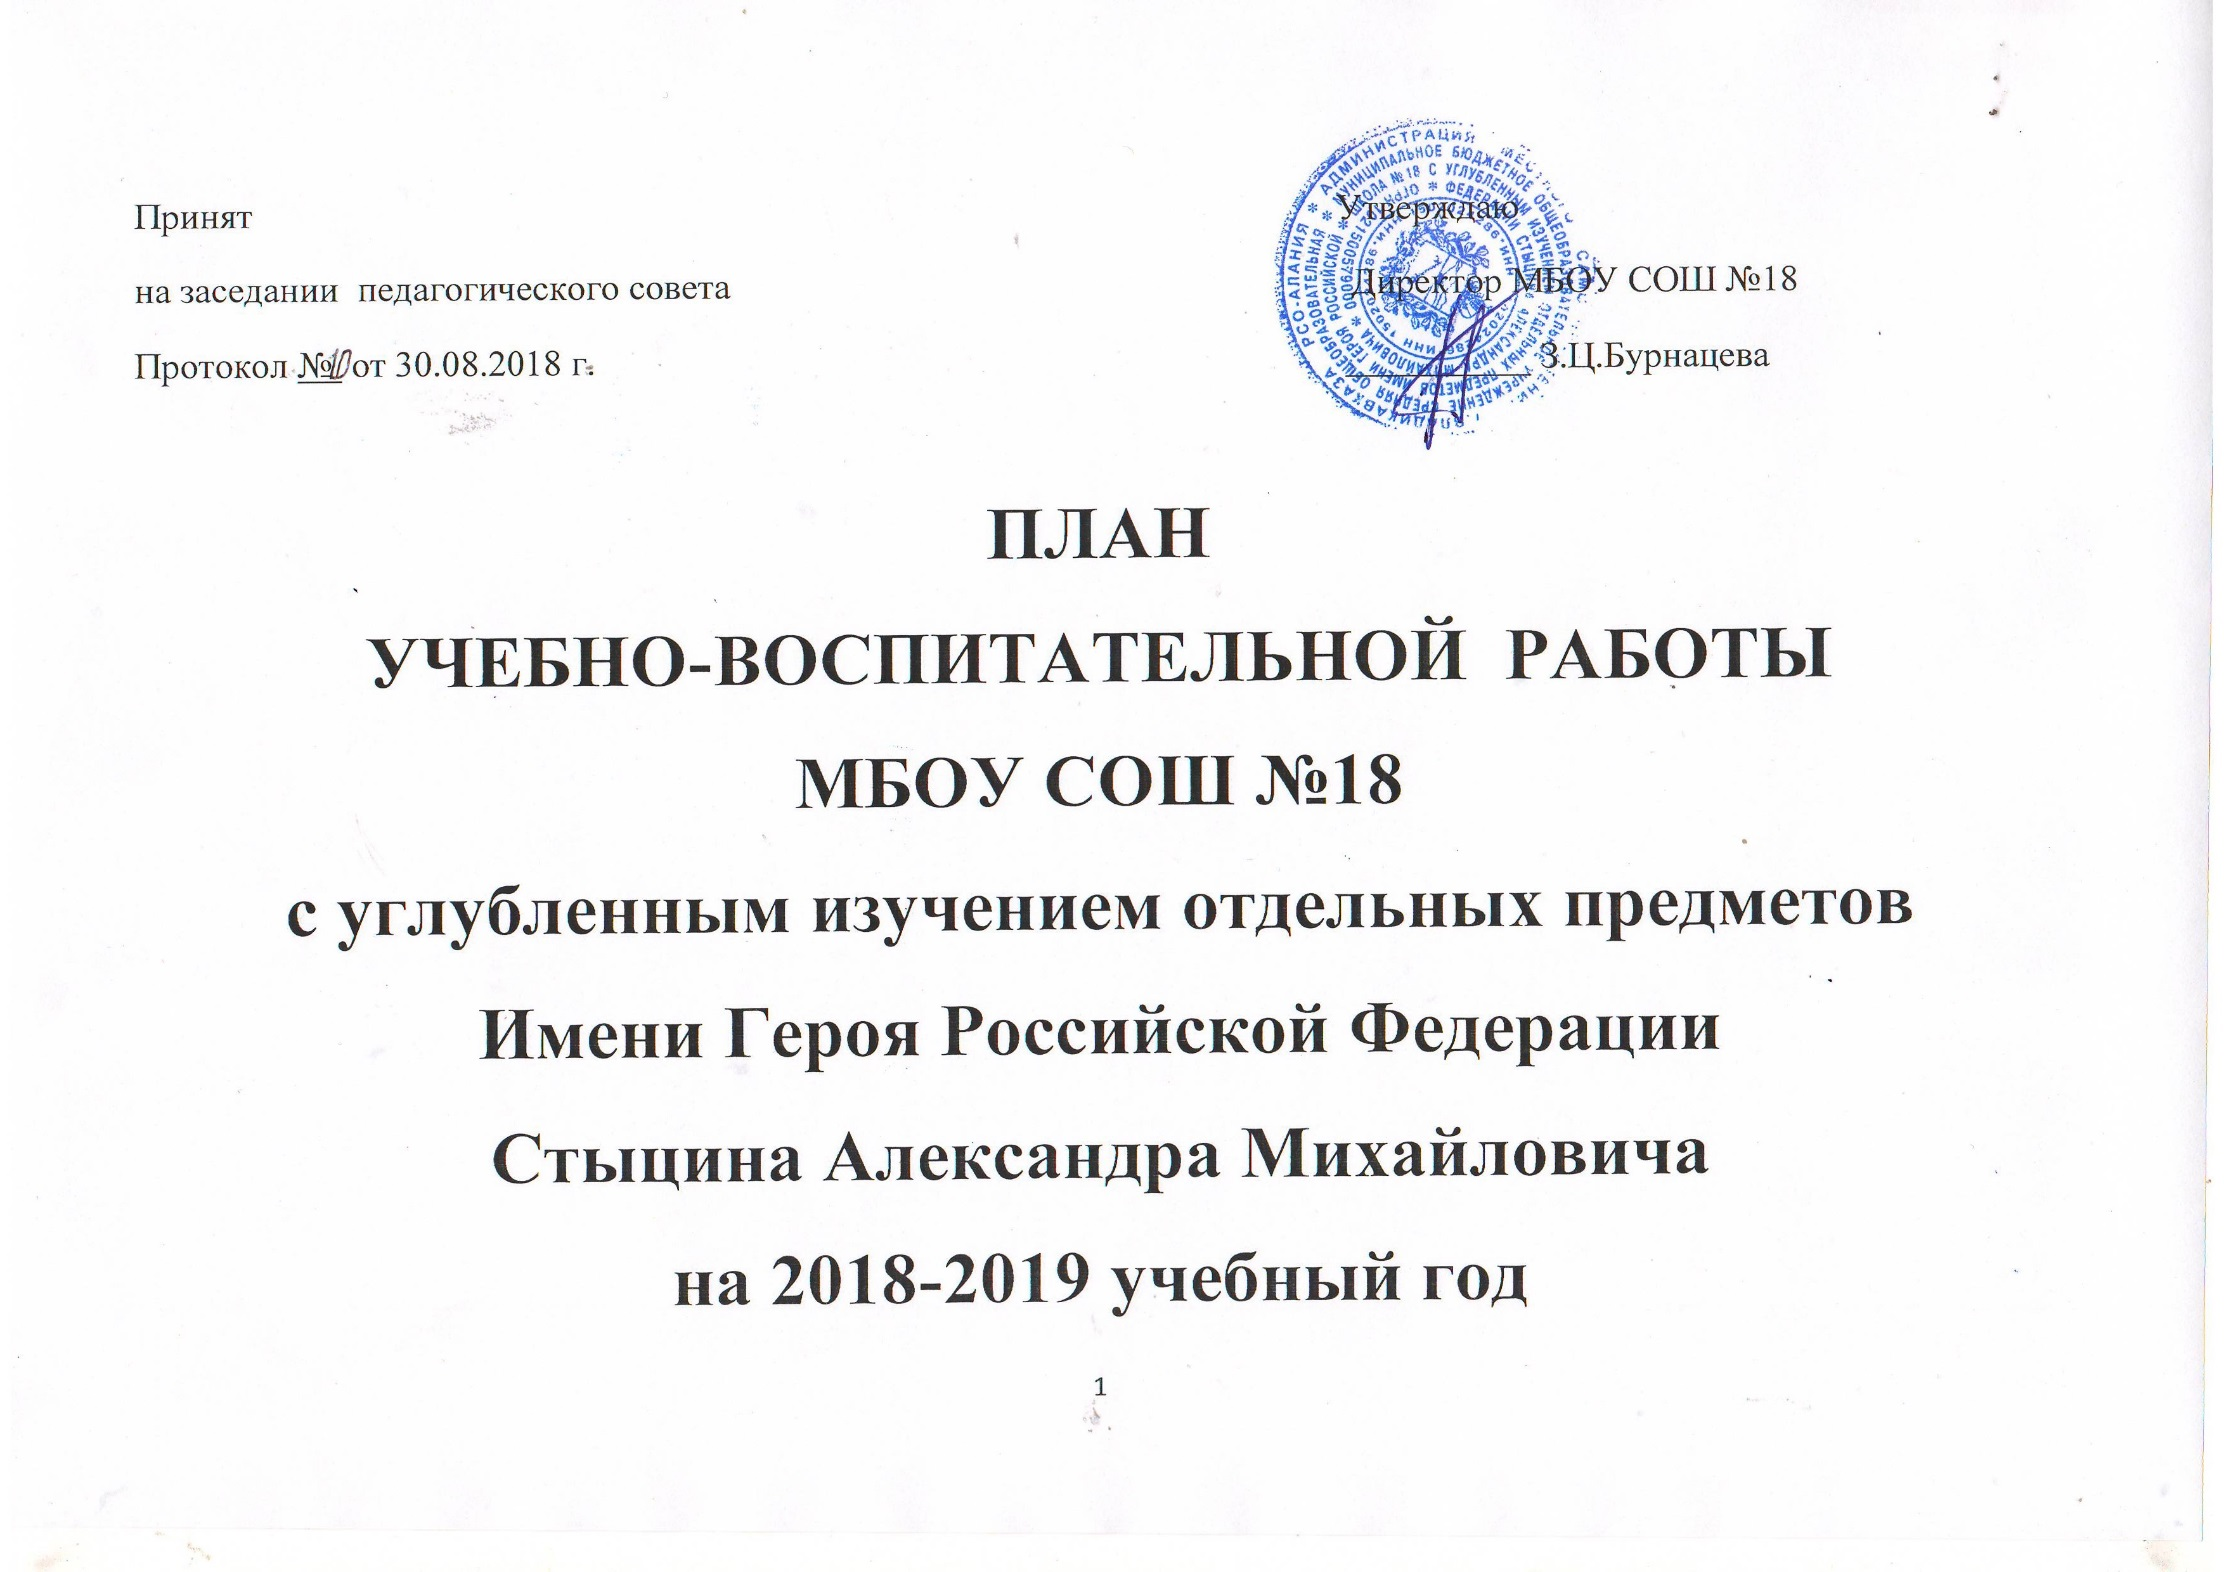 Принят
на заседании педагогического совета
Протокол №10 от 30.08.2018 г.
Утверждаю
Директор МБОУ СОШ №18
З.Ц.Бурнацева
ПЛАН
УЧЕБНО-ВОСПИТАТЕЛЬНОЙ РАБОТЫ
МБОУ СОШ №18
с углубленным изучением отдельных предметов
Имени Героя Российской Федерации
Стыцина Александра Михайловича
на 2018-2019 учебный год
1